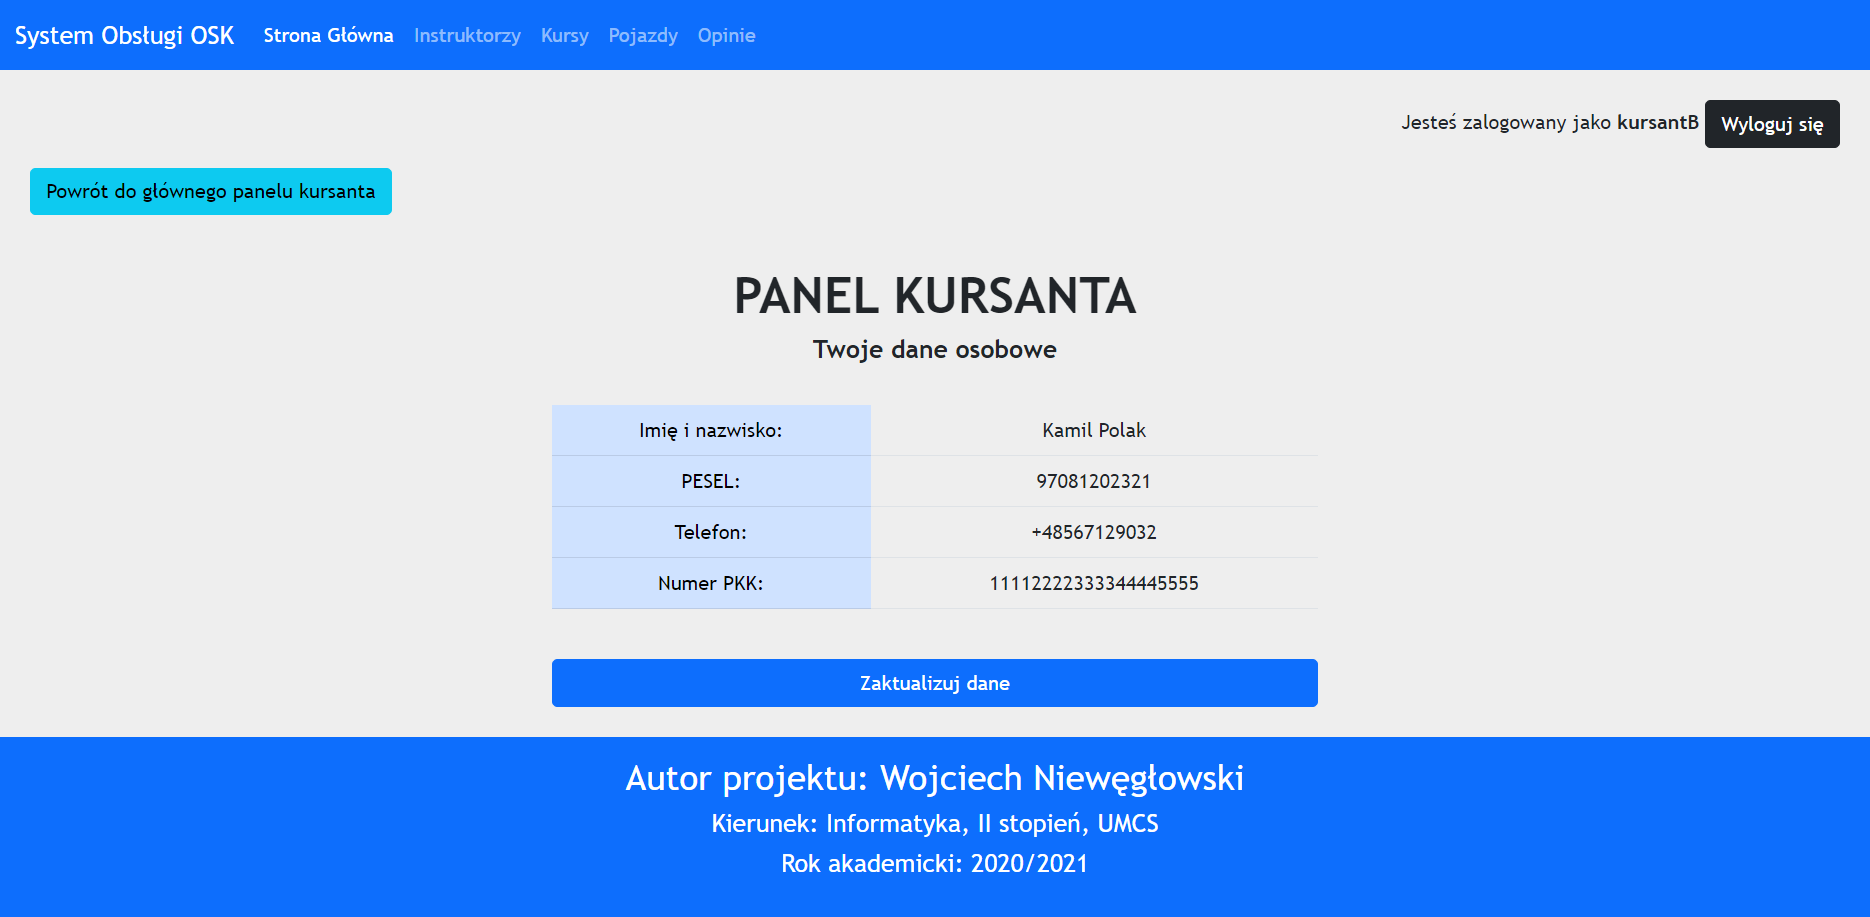 System Obsługi OSK Strona Główna Instruktorzy Kursy Pojazdy Opinie
Jesteś zalogowany jako kursantB Wyloguj się
Powrót do głównego panelu kursanta
PANEL KURSANTA
Twoje dane osobowe
Imię i nazwisko: Kamil Polak
PESEL: 97081202321
Telefon: +48567129032
Numer PKK: 11112222333344445555
Zaktualizuj dane
Autor projektu: Wojciech Niewęgłowski
Kierunek: Informatyka, II stopień, UMCS
Rok akademicki: 2020/2021